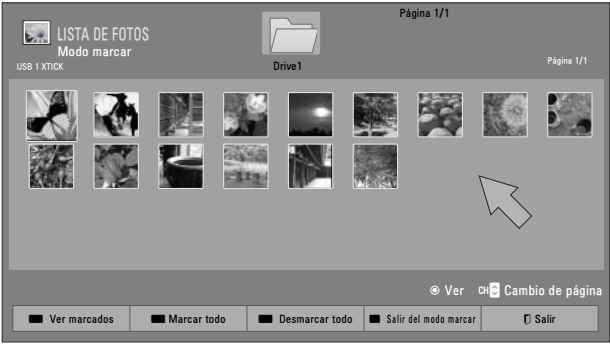 Página 1/1
LISTA DE FOTOS
Modo marcar
USB 1 XTICK
Drive1
Página 1/1
Ver CH Cambio de página
Ver marcados Marcar todo Desmarcar todo Salir del modo marcar Salir